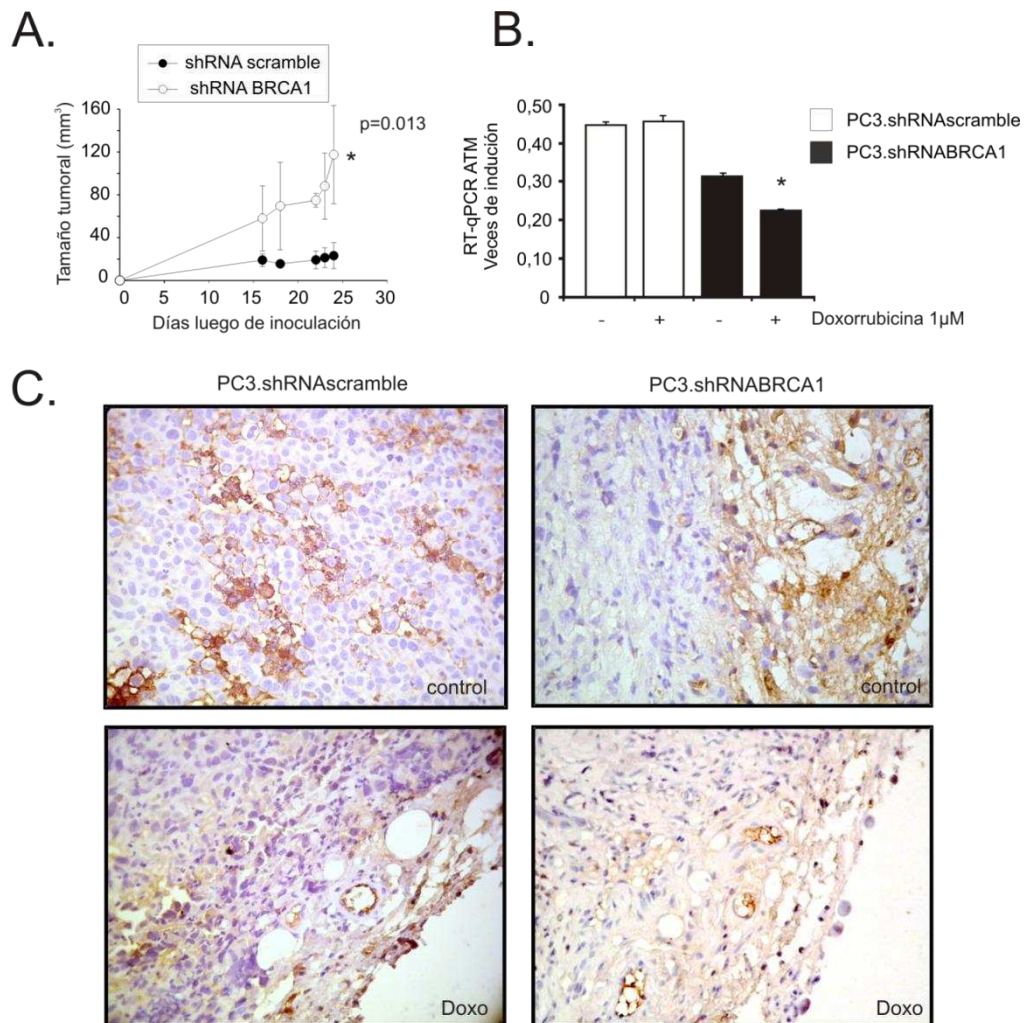 A.
shRNA scramble
shRNA BRCA1
Tamaño tumoral (mm³)
160
120
80
40
0
p=0.013
*
0 5 10 15 20 25 30
Días luego de inoculación
B.
RT-qPCR ATM
Veces de indución
0,50
0,40
0,30
0,20
0,10
0
PC3.shRNAscramble
PC3.shRNABRCA1
*
- + - + Doxorrubicina 1µM
C.
PC3.shRNAscramble
PC3.shRNABRCA1
control
control
Doxo
Doxo